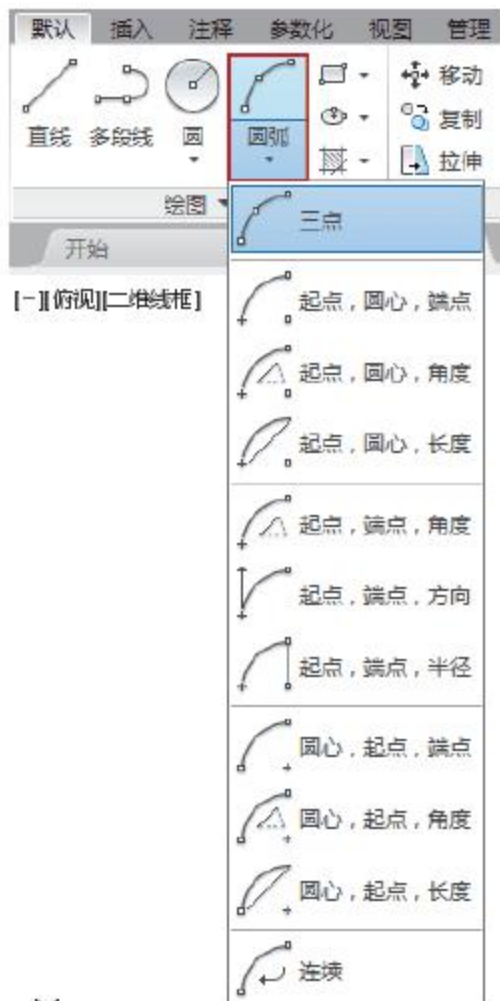 默认 插入 注释 参数化 视图 管理
直线 多段线 圆 圆弧 移动 复制 拉伸
绘图
三点
开始
[-][俯视][二维线框]
起点，圆心，端点
起点，圆心，角度
起点，圆心，长度
起点，端点，角度
起点，端点，方向
起点，端点，半径
圆心，起点，端点
圆心，起点，角度
圆心，起点，长度
连续